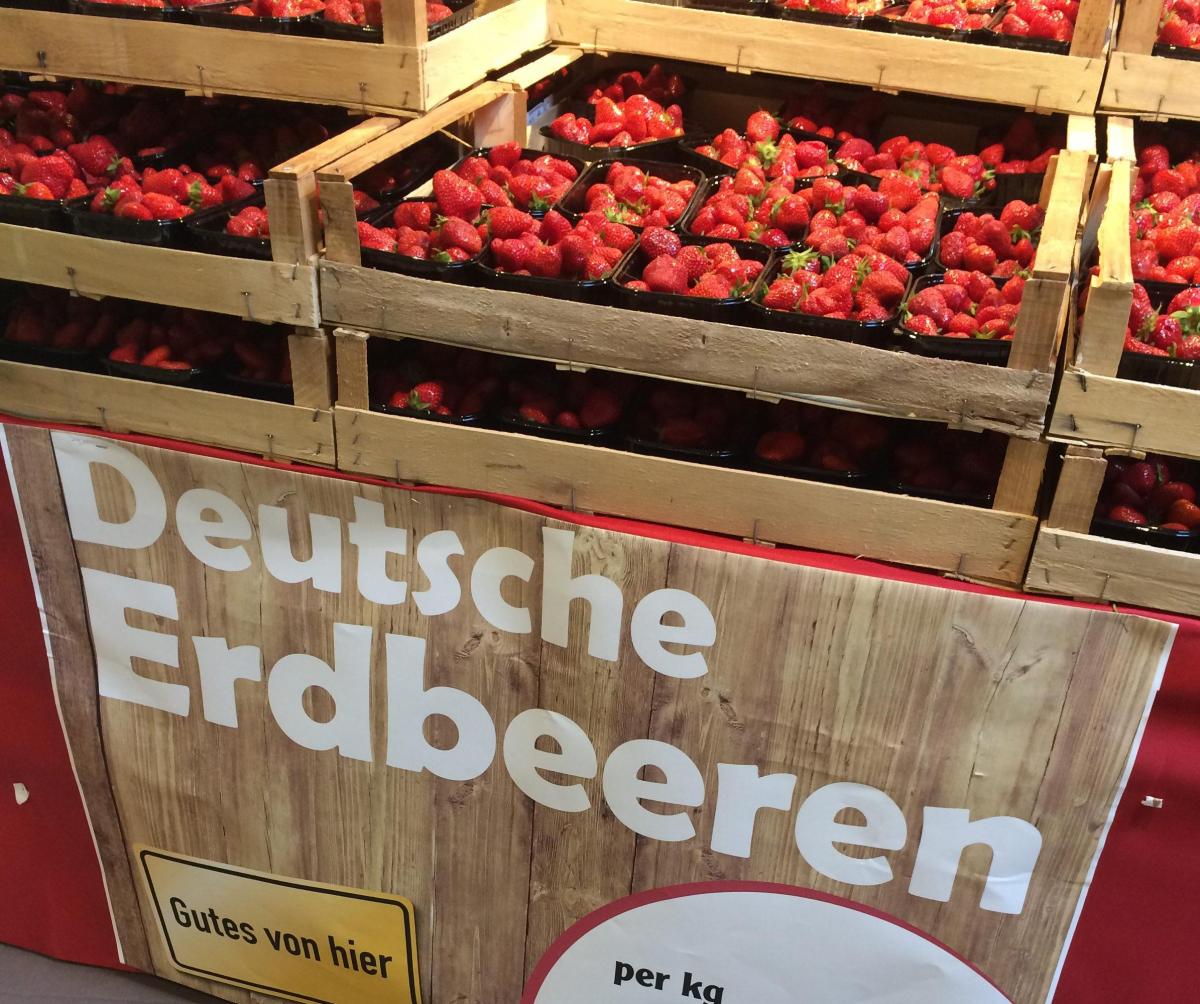 Deutsche
Erdbeeren
Gutes von hier
per kg